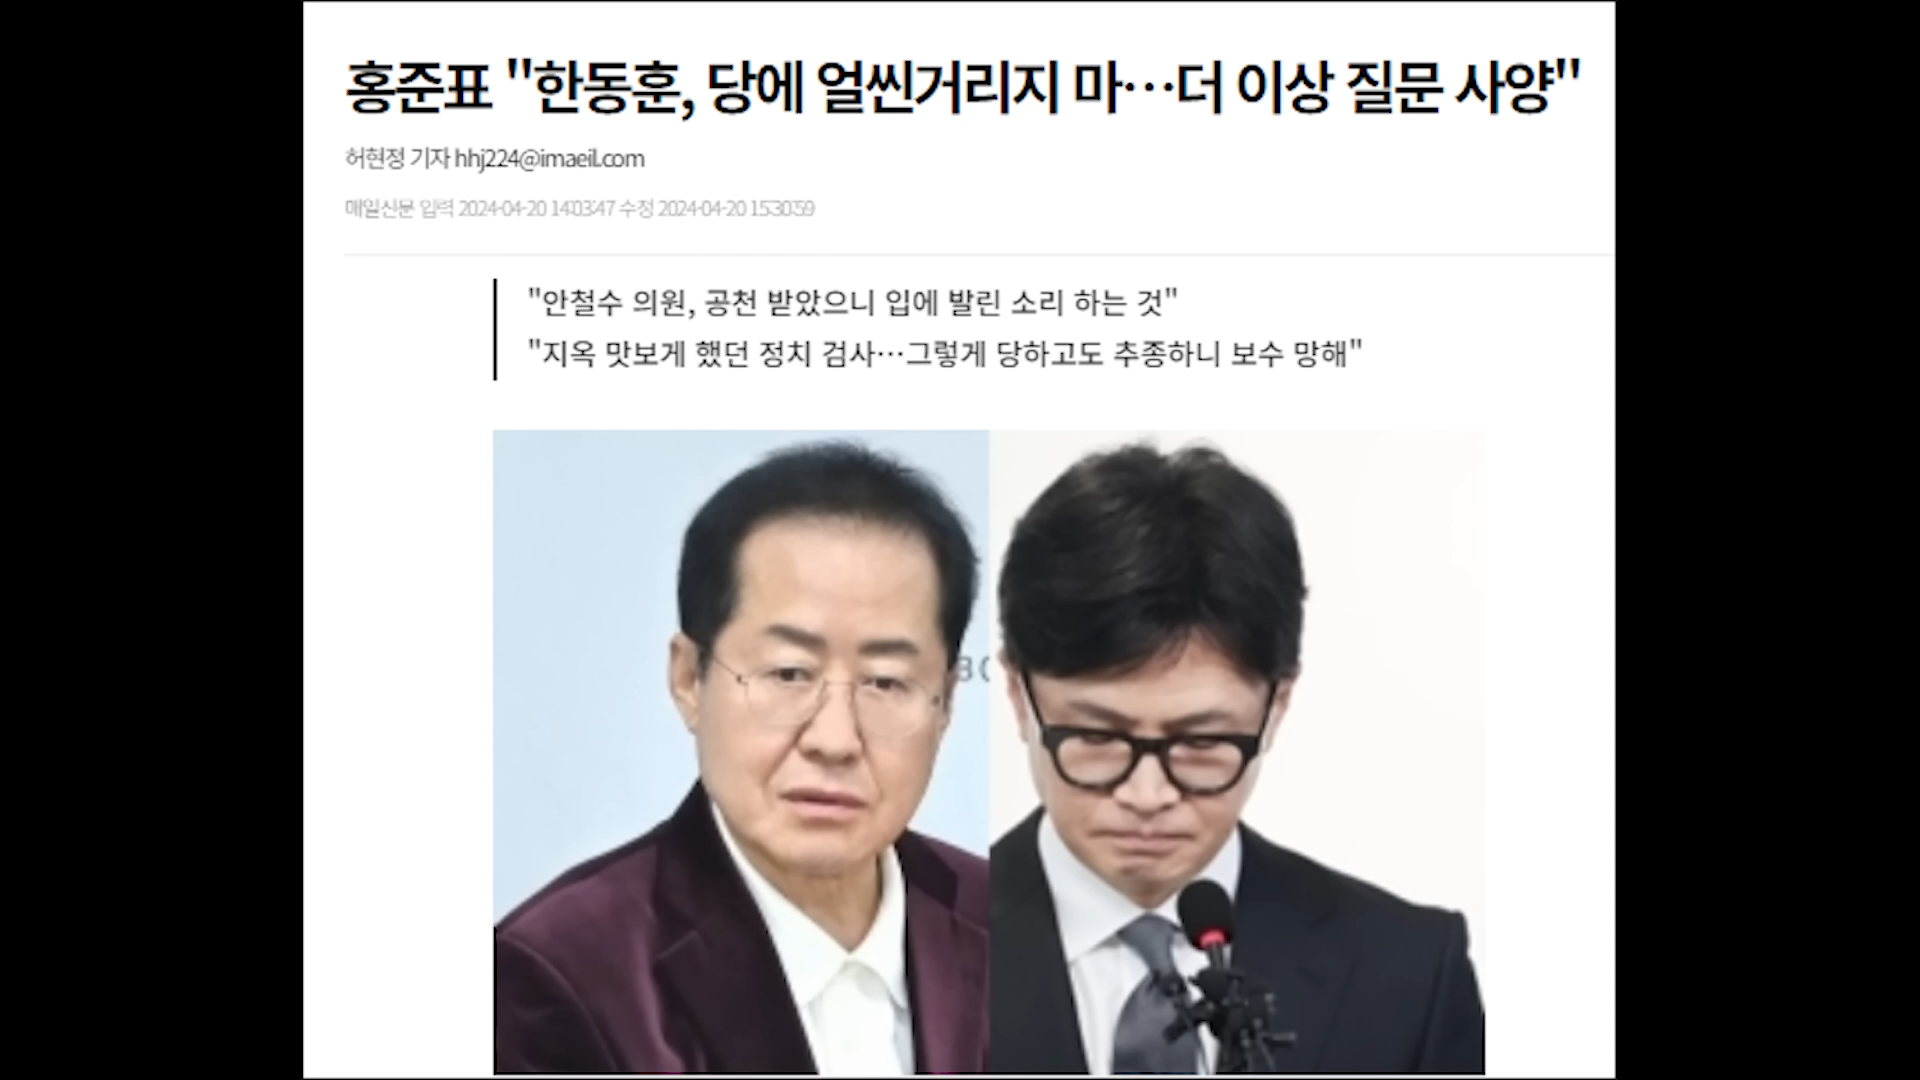 홍준표 "한동훈, 당에 얼씬거리지 마…더 이상 질문 사양"
허현정 기자 hhj224@imaeil.com
매일신문 입력 2024-04-20 14:03:47 수정 2024-04-20 15:30:59
"안철수 의원, 공천 받았으니 입에 발린 소리 하는 것"
"지옥 맛보게 했던 정치 검사…그렇게 당하고도 추종하니 보수 망해"